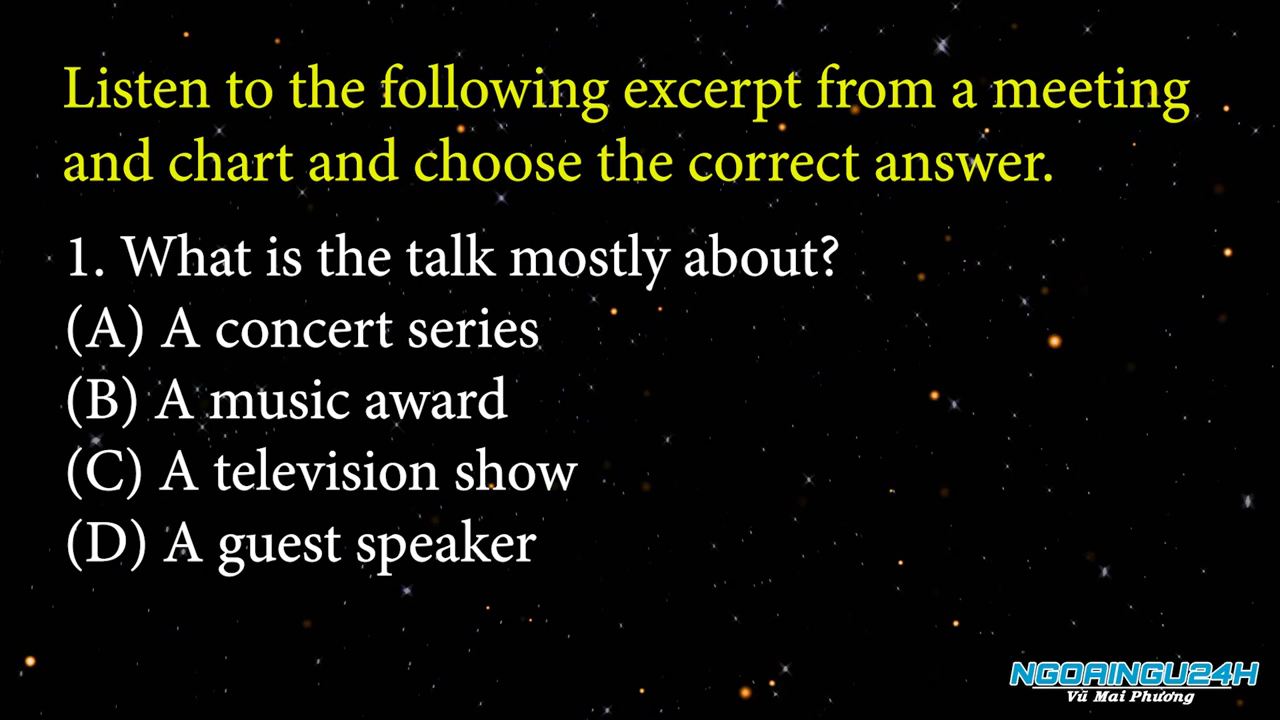 Listen to the following excerpt from a meeting
and chart and choose the correct answer.
1. What is the talk mostly about?
(A) A concert series
(B) A music award
(C) A television show
(D) A guest speaker
NGOAINGU24H
Vũ Mai Phương